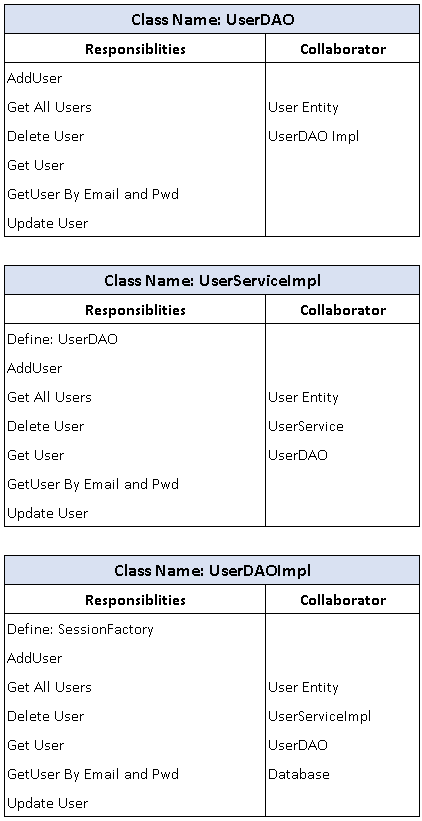 Class Name: UserDAO
Responsiblities Collaborator
AddUser
Get All Users User Entity
Delete User UserDAO Impl
Get User
GetUser By Email and Pwd
Update User
Class Name: UserServiceImpl
Responsiblities Collaborator
Define: UserDAO
AddUser
Get All Users User Entity
Delete User UserService
Get User UserDAO
GetUser By Email and Pwd
Update User
Class Name: UserDAOImpl
Responsiblities Collaborator
Define: SessionFactory
AddUser
Get All Users User Entity
Delete User UserServiceImpl
Get User UserDAO
GetUser By Email and Pwd Database
Update User